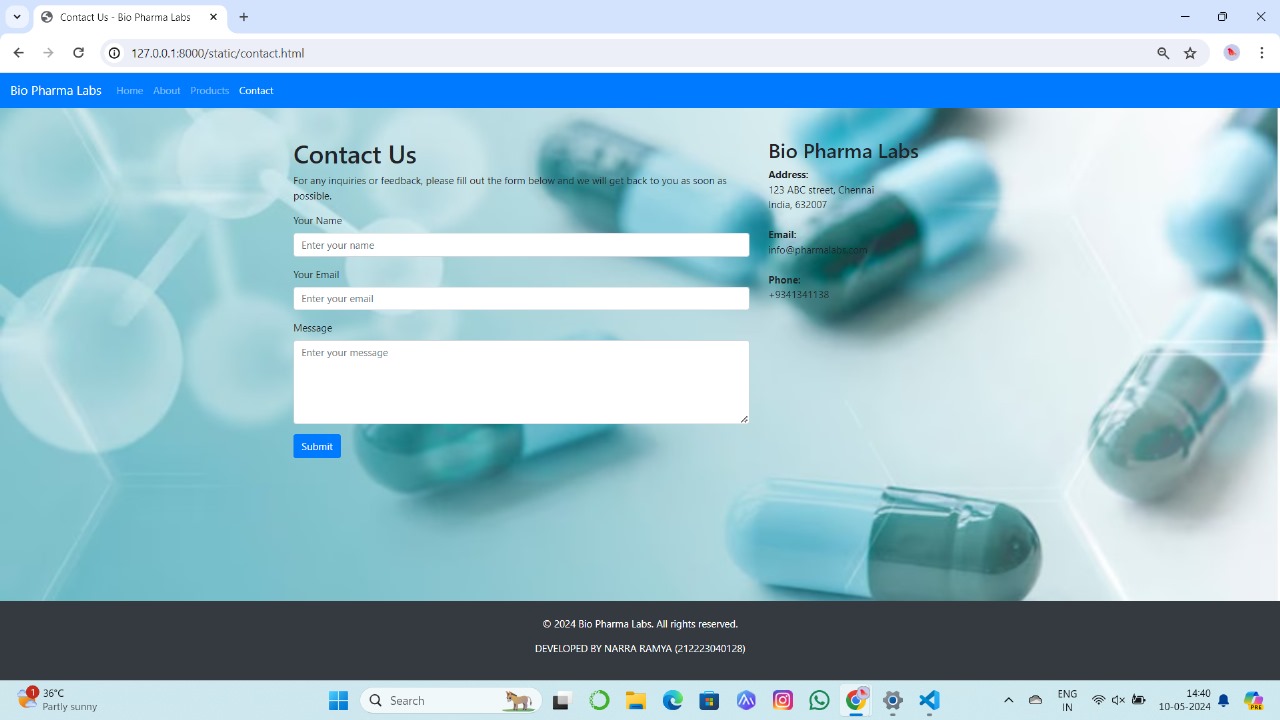 Contact Us - Bio Pharma Labs
127.0.0.1:8000/static/contact.html
Bio Pharma Labs Home About Products Contact
Contact Us
For any inquiries or feedback, please fill out the form below and we will get back to you as soon as
possible.
Your Name
Enter your name
Your Email
Enter your email
Message
Enter your message
Submit
Bio Pharma Labs
Address:
123 ABC street, Chennai
India, 632007
Email:
info@pharmalabs.com
Phone:
+9341341138
© 2024 Bio Pharma Labs. All rights reserved.
DEVELOPED BY NARRA RAMYA (212223040128)
1
36°C
Partly sunny
Search
ENG
IN
14:40
10-05-2024
PRE